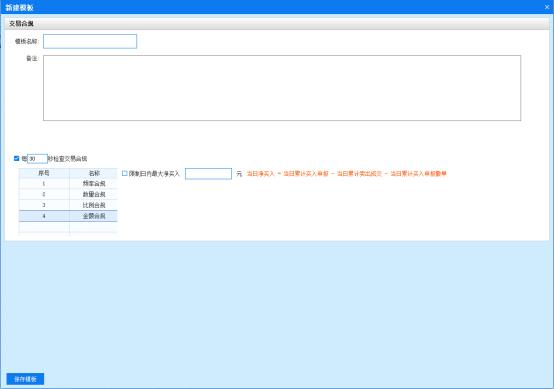 新建模板
交易合规
模板名称:
备注:
每30秒检查交易合规
序号 名称
1 频率合规
2 数量合规
3 比例合规
4 金额合规
限制日内最大净买入 元 当日净买入 = 当日累计买入单报 - 当日累计卖出成交 - 当日累计买入单报撤单
保存模板